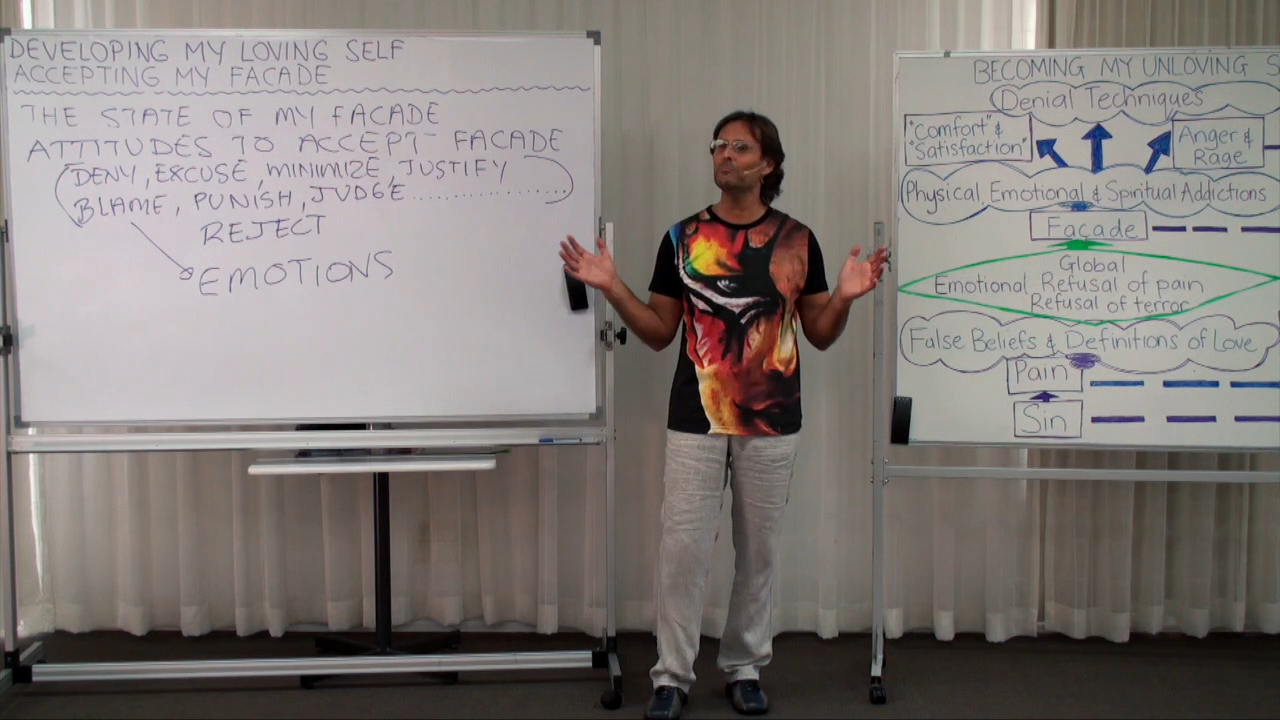 DEVELOPING MY LOVING SELF
ACCEPTING MY FACADE
THE STATE OF MY FACADE
ATTITUDES TO ACCEPT FACADE
(DENY, EXCUSE, MINIMIZE, JUSTIFY
BLAME, PUNISH, JUDGE ..............)
REJECT
EMOTIONS
BECOMING MY UNLOVING S
Denial Techniques
"Comfort" &
"Satisfaction"
Anger &
Rage
Physical Emotional & Spiritual Addictions
Façade
Global
Emotional Refusal of pain
Refusal of terror
False Beliefs & Definitions of Love
Pain
Sin